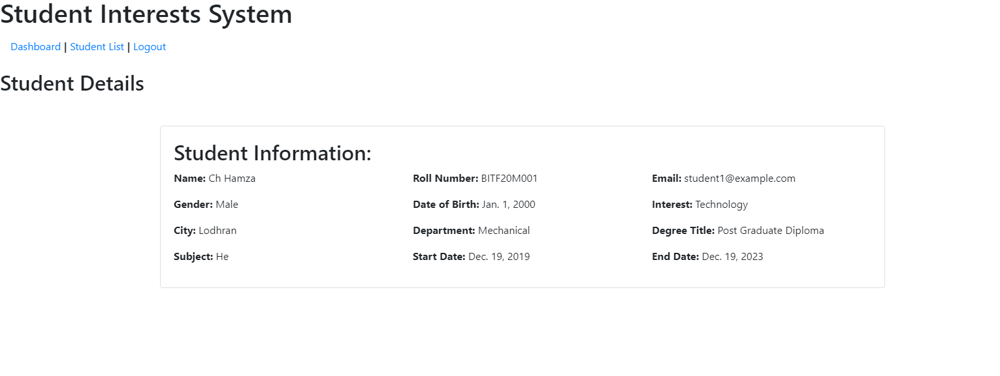 Student Interests System
Dashboard | Student List | Logout
Student Details
Student Information:
Name: Ch Hamza Roll Number: BITF20M001 Email: student1@example.com
Gender: Male Date of Birth: Jan. 1, 2000 Interest: Technology
City: Lodhran Department: Mechanical Degree Title: Post Graduate Diploma
Subject: He Start Date: Dec. 19, 2019 End Date: Dec. 19, 2023